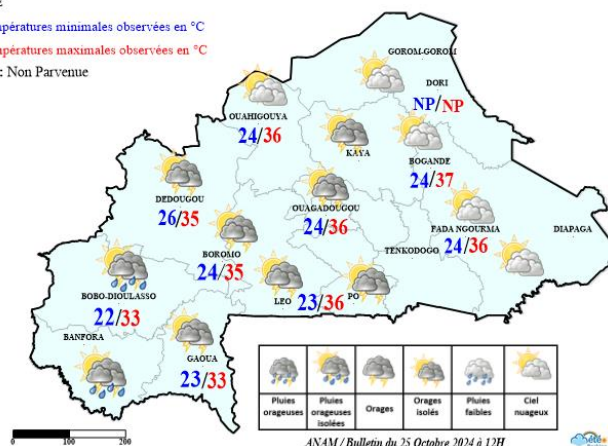 mpératures minimales observées en °C
mpératures maximales observées en °C
: Non Parvenue
GOROM-GOROM
DORI
NP/NP
OUAHIGOUYA
24/36
KAYA
BOGANDE
24/37
DEDOUGOU
26/35
OUAGADOUGOU
24/36
FADA NGOURMA
24/36
DIAPAGA
BOROMO
24/35
TENKODOGO
BOBO-DIOULASSO
22/33
LEO
23/36
PO
BANFORA
GAOUA
23/33
Pluies orageuses
Pluies orageuses isolées
Orages
Orages isolés
Pluies faibles
Ciel nuageux
0 100 200
ANAM / Bulletin du 25 Octobre 2024 à 12H